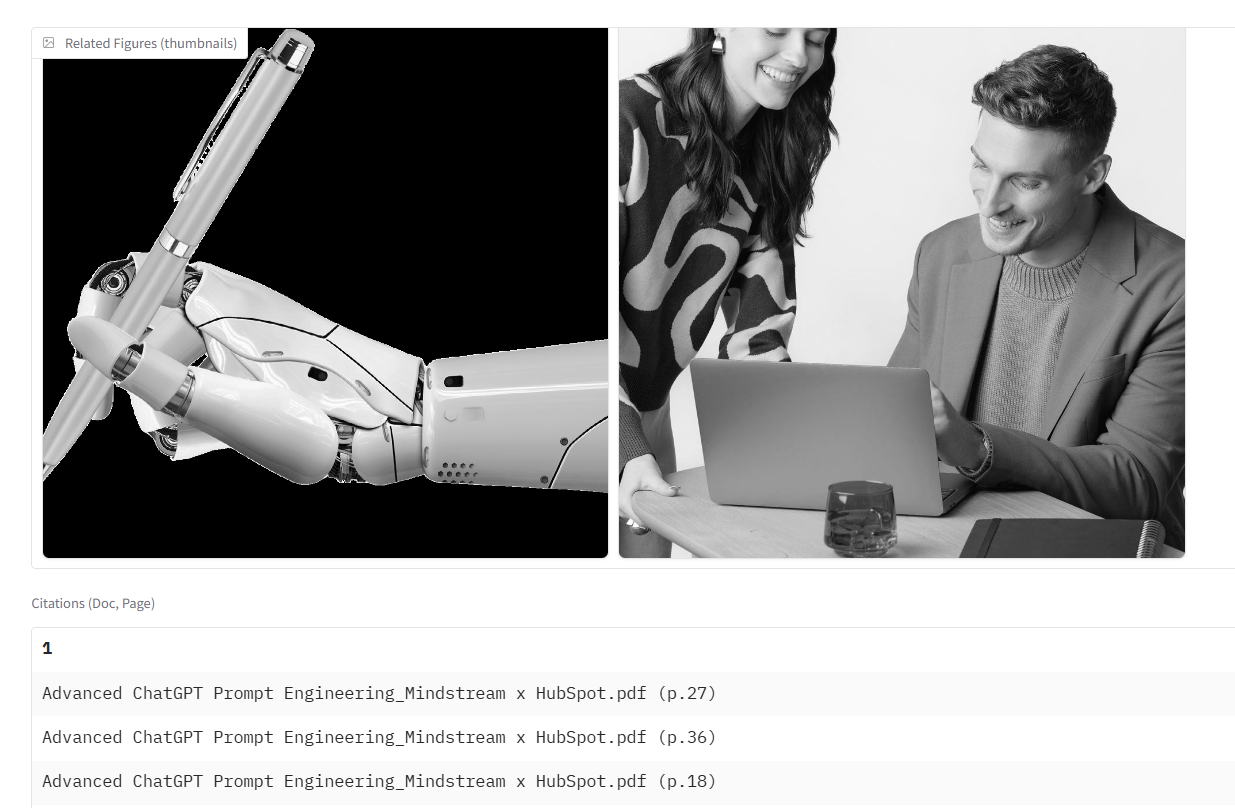 Related Figures (thumbnails)
Citations (Doc, Page)
1
Advanced ChatGPT Prompt Engineering_Mindstream x HubSpot.pdf (p.27)
Advanced ChatGPT Prompt Engineering_Mindstream x HubSpot.pdf (p.36)
Advanced ChatGPT Prompt Engineering_Mindstream x HubSpot.pdf (p.18)